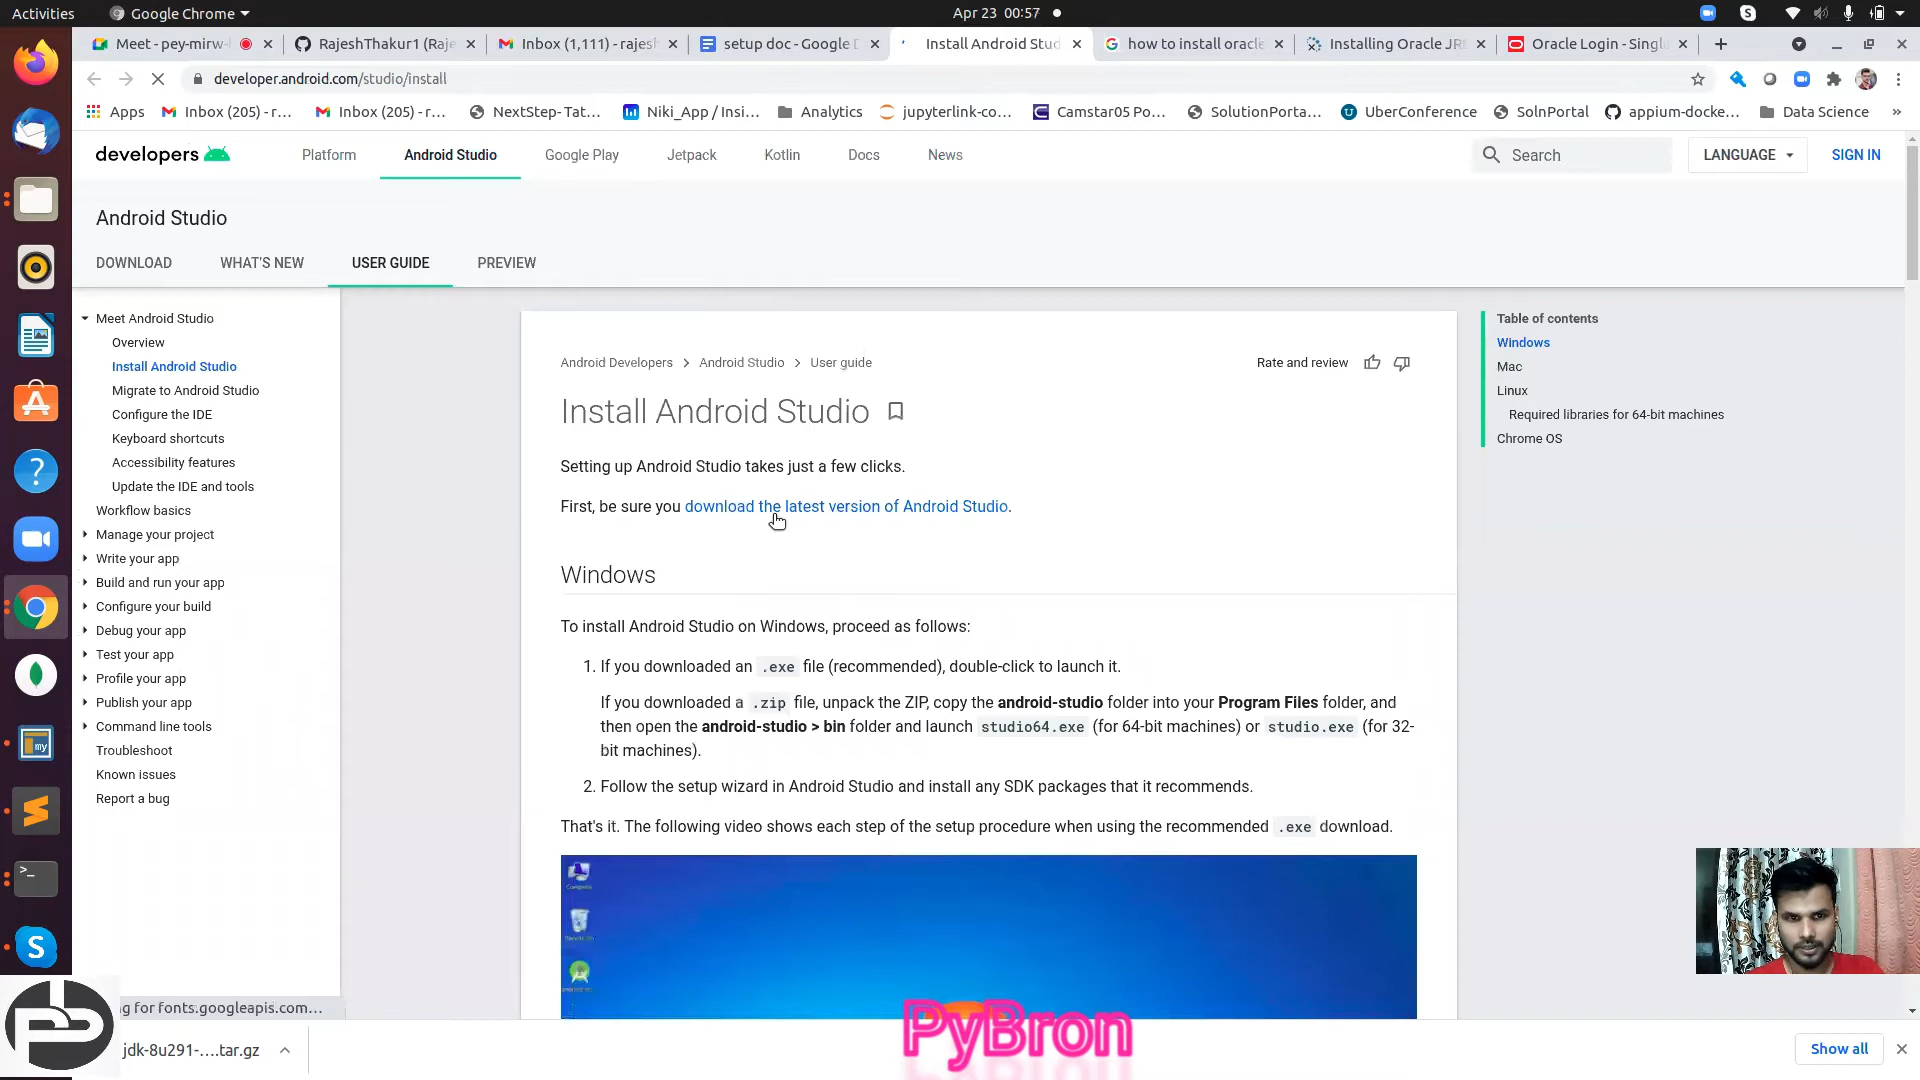 Activities
Google Chrome
Apr 23 00:57
Meet - pey-mirw-
RajeshThakur1 (Raje
Inbox (1,111) - rajesh
setup doc - Google D
Install Android Stud
how to install oracle
Installing Oracle JR
Oracle Login - Single
developer.android.com/studio/install
Apps
Inbox (205) - r...
Inbox (205) - r...
NextStep- Tat...
Niki_App / Insi...
Analytics
jupyterlink-co...
Camstar05 Po...
SolutionPorta...
UberConference
SolnPortal
appium-docke...
Data Science
»
developers
Platform
Android Studio
Google Play
Jetpack
Kotlin
Docs
News
Search
LANGUAGE
SIGN IN
Android Studio
DOWNLOAD
WHAT'S NEW
USER GUIDE
PREVIEW
Meet Android Studio
Overview
Install Android Studio
Migrate to Android Studio
Configure the IDE
Keyboard shortcuts
Accessibility features
Update the IDE and tools
Workflow basics
Manage your project
Write your app
Build and run your app
Configure your build
Debug your app
Test your app
Profile your app
Publish your app
Command line tools
Troubleshoot
Known issues
Report a bug
Android Developers > Android Studio > User guide
Rate and review
Install Android Studio
Setting up Android Studio takes just a few clicks.
First, be sure you download the latest version of Android Studio.
Windows
To install Android Studio on Windows, proceed as follows:
1. If you downloaded an .exe file (recommended), double-click to launch it.
If you downloaded a .zip file, unpack the ZIP, copy the android-studio folder into your Program Files folder, and
then open the android-studio > bin folder and launch studio64.exe (for 64-bit machines) or studio.exe (for 32-
bit machines).
2. Follow the setup wizard in Android Studio and install any SDK packages that it recommends.
That's it. The following video shows each step of the setup procedure when using the recommended .exe download.
Table of contents
Windows
Mac
Linux
Required libraries for 64-bit machines
Chrome OS
ng for fonts.googleapis.com...
PyBron
jdk-8u291-....tar.gz
Show all